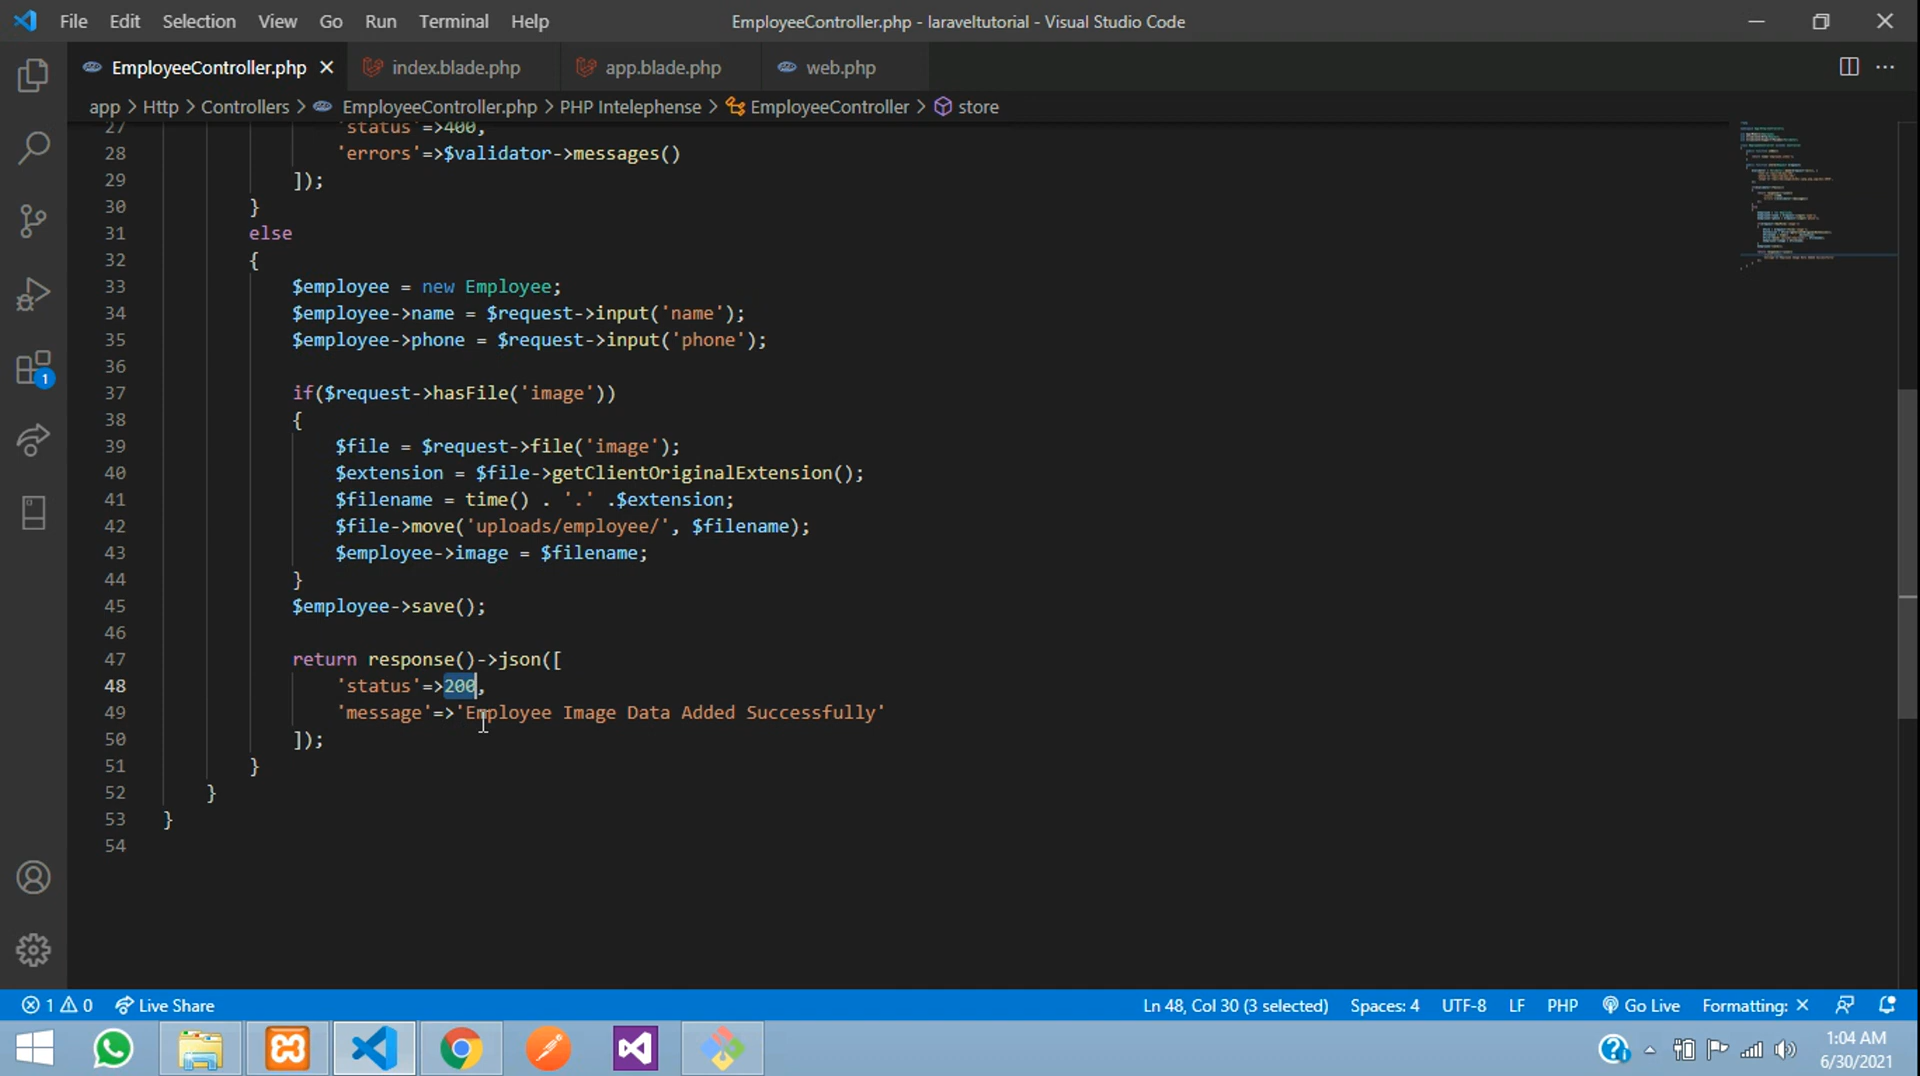 File Edit Selection View Go Run Terminal Help EmployeeController.php - laraveltutorial - Visual Studio Code
EmployeeController.php index.blade.php app.blade.php web.php
app > Http > Controllers > EmployeeController.php > PHP Intelephense > EmployeeController > store
27 'status'=>400,
28 'errors'=>$validator->messages()
29 ]);
30 }
31 else
32 {
33 $employee = new Employee;
34 $employee->name = $request->input('name');
35 $employee->phone = $request->input('phone');
36
37 if($request->hasFile('image'))
38 {
39 $file = $request->file('image');
40 $extension = $file->getClientOriginalExtension();
41 $filename = time() . '.' .$extension;
42 $file->move('uploads/employee/', $filename);
43 $employee->image = $filename;
44 }
45 $employee->save();
46
47 return response()->json([
48 'status'=>200,
49 'message'=>'Employee Image Data Added Successfully'
50 ]);
51 }
52 }
53 }
54
1
1 0 Live Share Ln 48, Col 30 (3 selected) Spaces: 4 UTF-8 LF PHP Go Live Formatting: ×
1:04 AM
6/30/2021